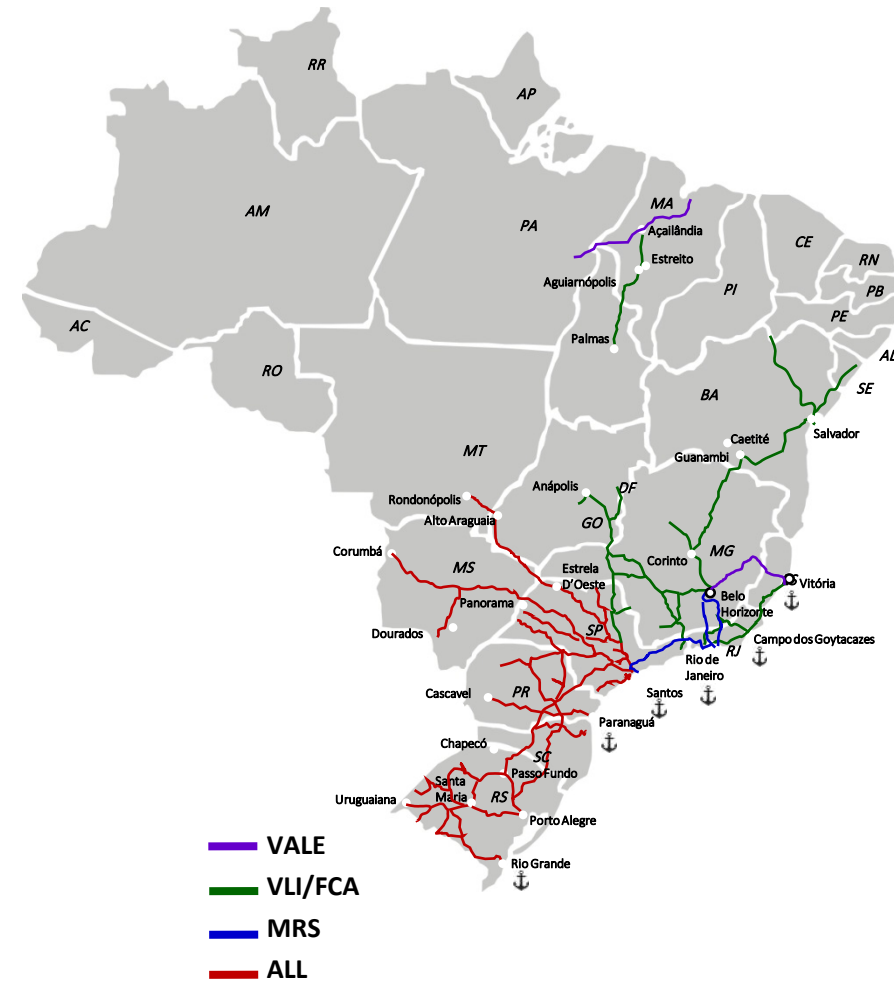 RR
AP
AM
PA
MA
Açailândia
CE
RN
Estreito
Aguiarnópolis
PI
PB
PE
AC
Palmas
AL
RO
SE
BA
Caetité
Salvador
MT
Guanambi
Anápolis
DF
Rondonópolis
Alto Araguaia
GO
Corumbá
Corinto
MG
MS
Estrela
D'Oeste
Vitória
Panorama
Belo
Horizonte
Dourados
SP
Campo dos Goytacazes
RJ
Rio de
Janeiro
Cascavel
PR
Santos
Paranaguá
Chapecó
SC
Passo Fundo
Santa
Maria
RS
Uruguaiana
Porto Alegre
Rio Grande
VALE
VLI/FCA
MRS
ALL